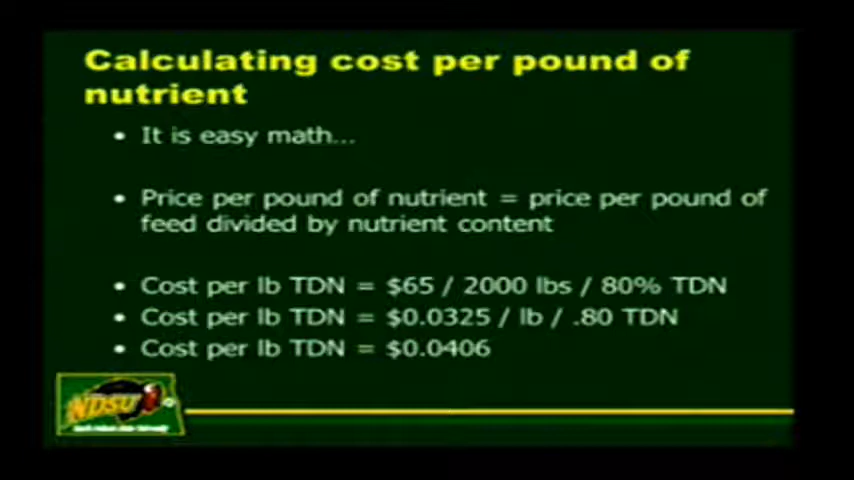 Calculating cost per pound of
nutrient
• It is easy math...
• Price per pound of nutrient = price per pound of
feed divided by nutrient content
• Cost per lb TDN = $65 / 2000 lbs / 80% TDN
• Cost per lb TDN = $0.0325 / lb / .80 TDN
• Cost per lb TDN = $0.0406
NDSU